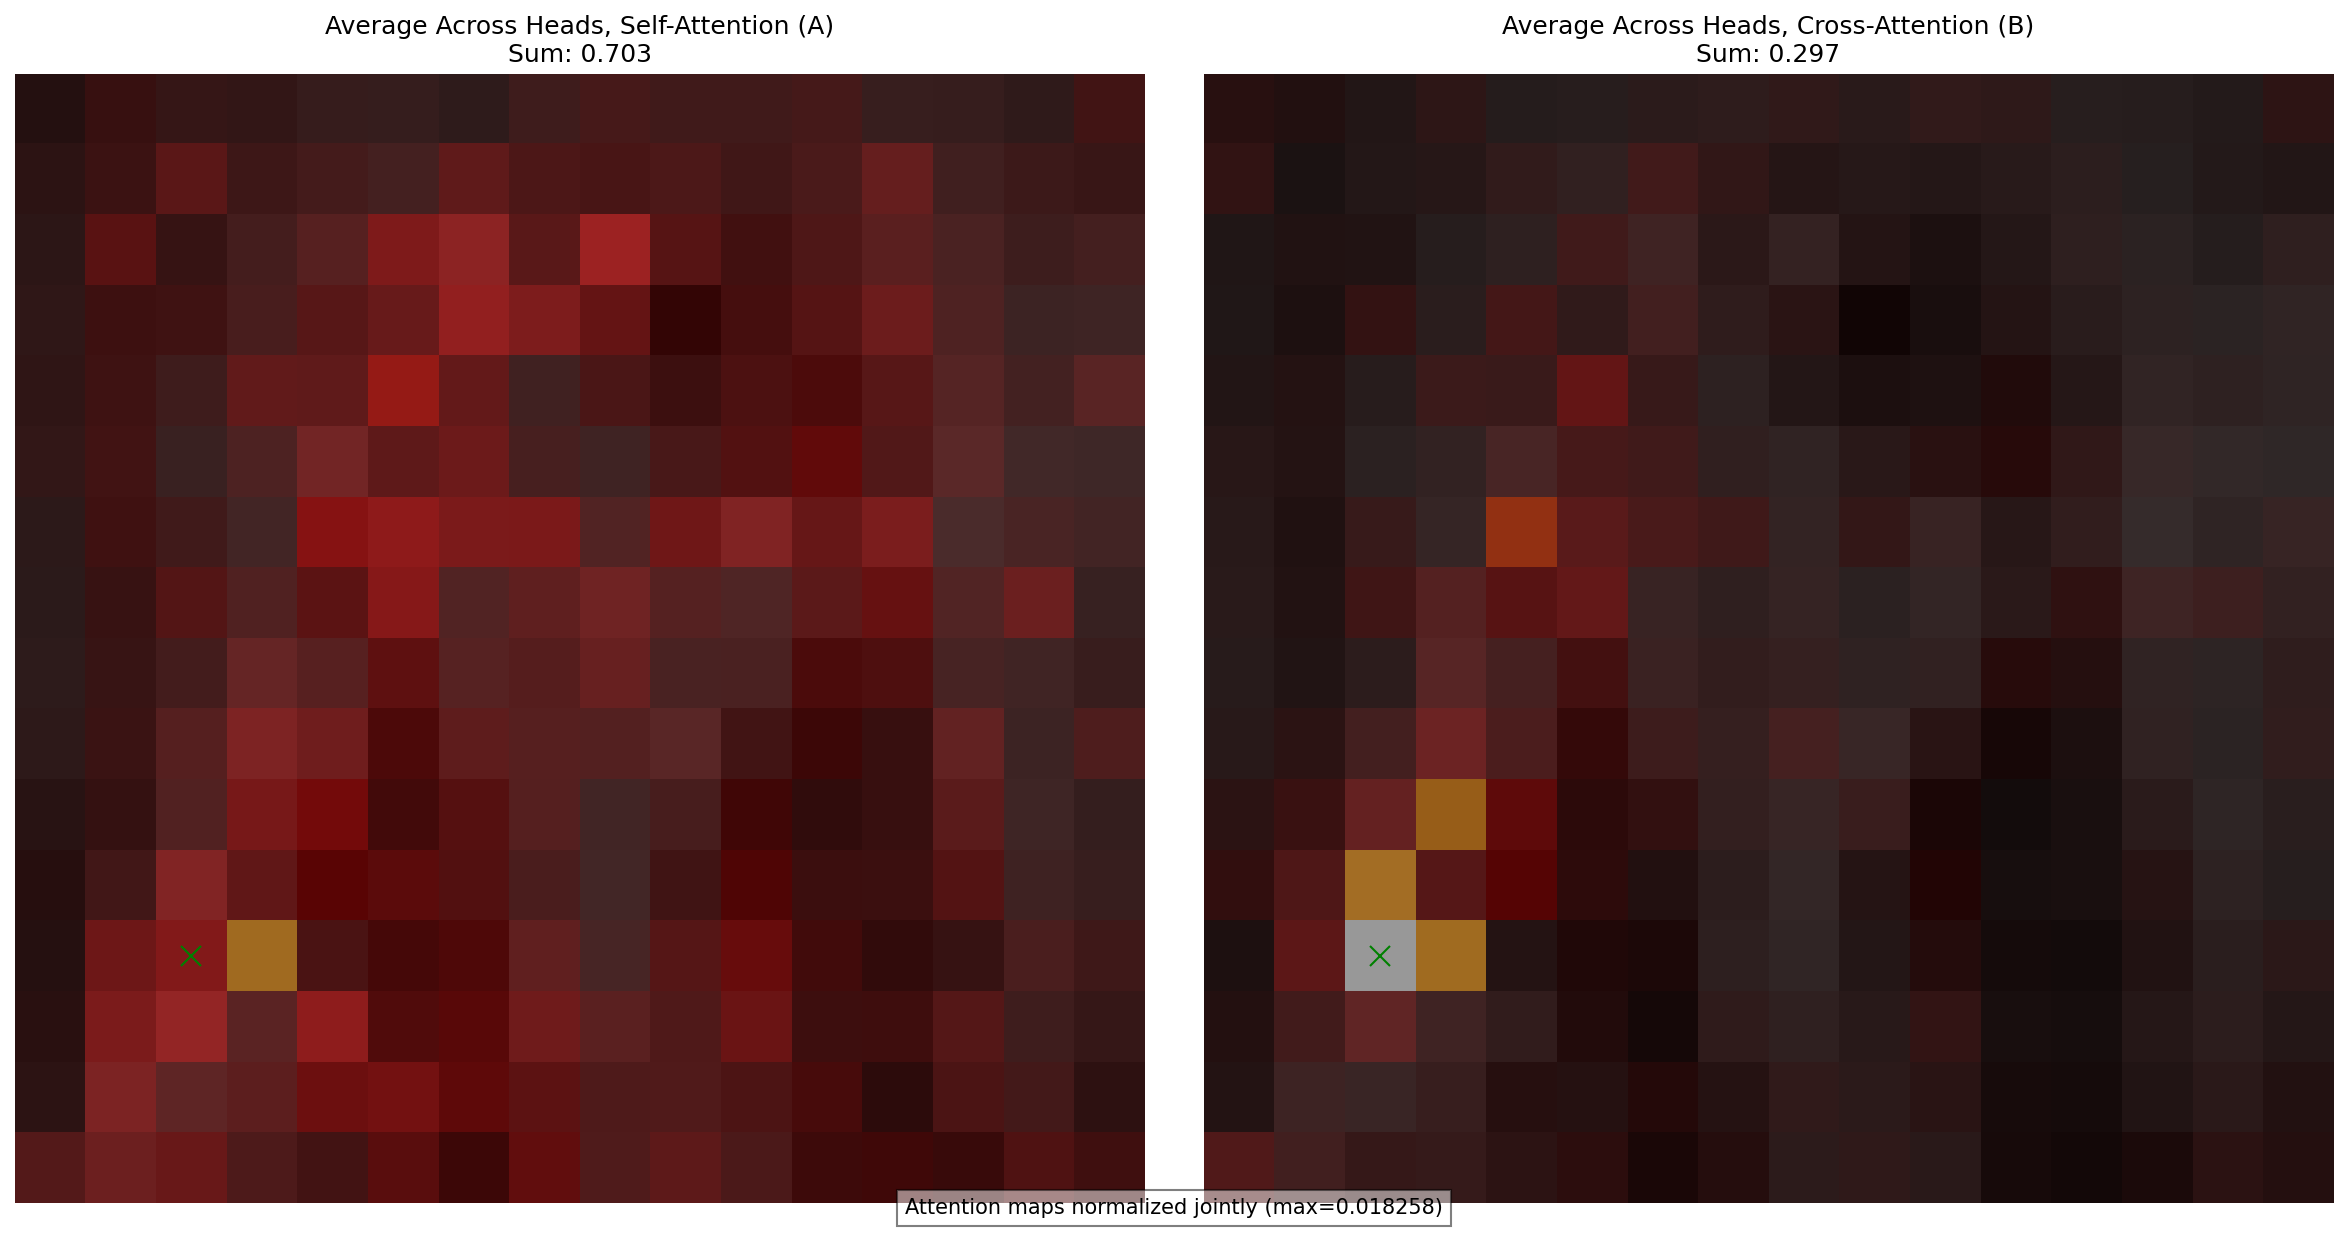 Average Across Heads, Self-Attention (A)
Sum: 0.703
Average Across Heads, Cross-Attention (B)
Sum: 0.297
Attention maps normalized jointly (max=0.018258)